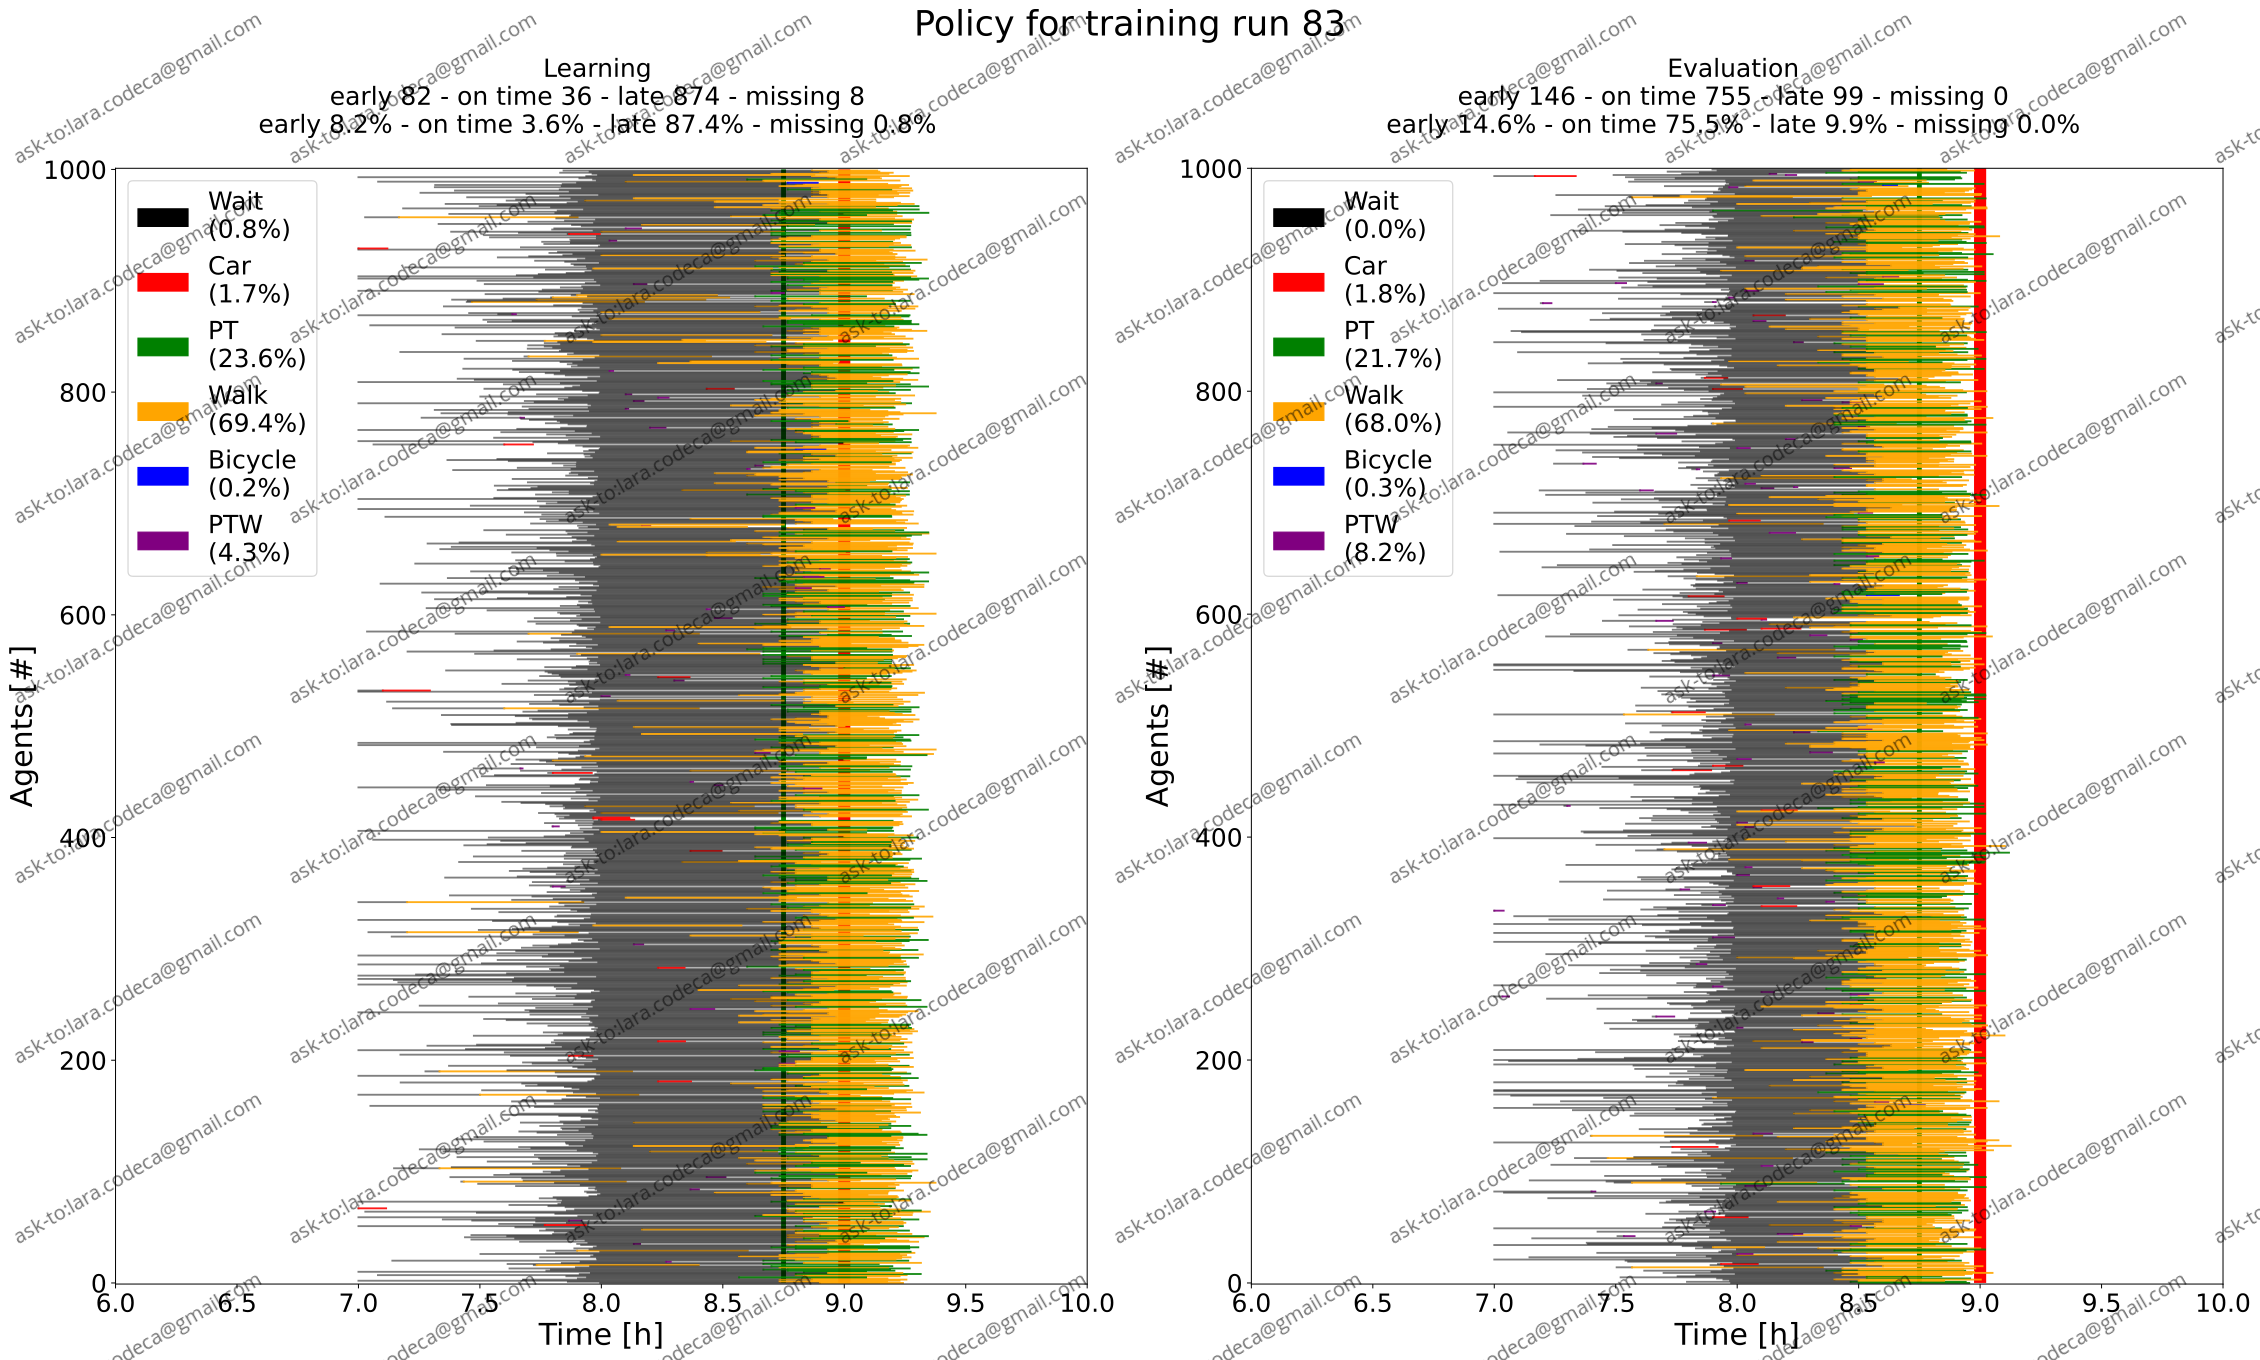 Policy for training run 83
Learning
early 82 - on time 36 - late 874 - missing 8
early 8.2% - on time 3.6% - late 87.4% - missing 0.8%
1000
800
600
400
200
0
Agents [#]
Wait
(0.8%)
Car
(1.7%)
PT
(23.6%)
Walk
(69.4%)
Bicycle
(0.2%)
PTW
(4.3%)
6.0 6.5 7.0 7.5 8.0 8.5 9.0 9.5 10.0
Time [h]
Evaluation
early 146 - on time 755 - late 99 - missing 0
early 14.6% - on time 75.5% - late 9.9% - missing 0.0%
1000
800
600
400
200
0
Agents [#]
Wait
(0.0%)
Car
(1.8%)
PT
(21.7%)
Walk
(68.0%)
Bicycle
(0.3%)
PTW
(8.2%)
6.0 6.5 7.0 7.5 8.0 8.5 9.0 9.5 10.0
Time [h]
ask-to:lara.codeca@gmail.com